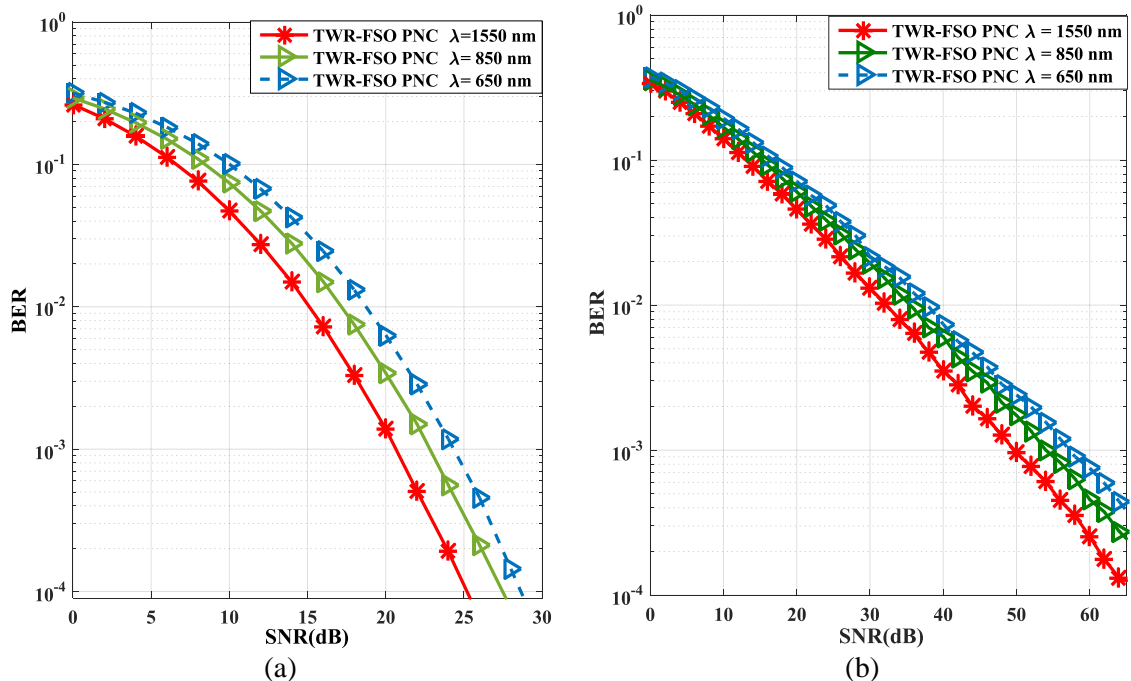 TWR-FSO PNC λ=1550 nm
TWR-FSO PNC λ= 850 nm
TWR-FSO PNC λ= 650 nm
10^0
10^-1
10^-2
10^-3
10^-4
BER
0 5 10 15 20 25 30
SNR(dB)
(a)
TWR-FSO PNC λ = 1550 nm
TWR-FSO PNC λ = 850 nm
TWR-FSO PNC λ = 650 nm
10^0
10^-1
10^-2
10^-3
10^-4
BER
0 10 20 30 40 50 60
SNR(dB)
(b)